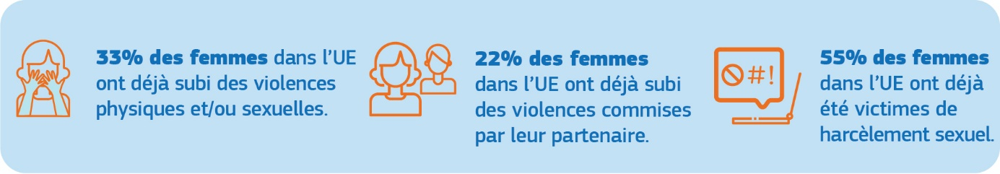 33% des femmes dans l'UE
ont déjà subi des violences
physiques et/ou sexuelles.
22% des femmes
dans l'UE ont déjà subi
des violences commises
par leur partenaire.
#!
55% des femmes
dans l'UE ont déjà
été victimes de
harcèlement sexuel.